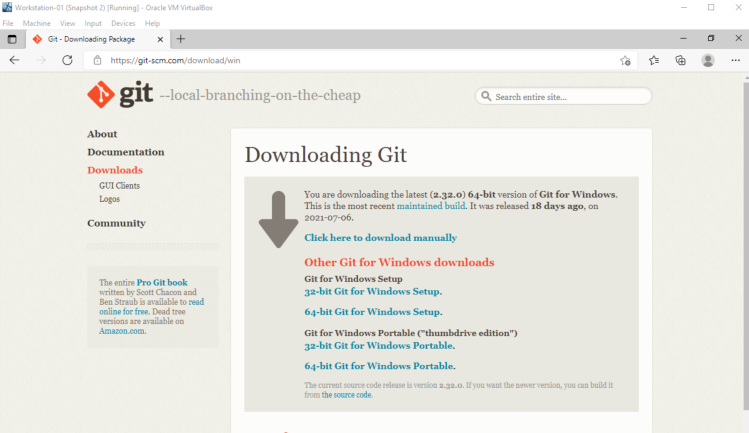 Workstation-01 (Snapshot 2) [Running] - Oracle VM VirtualBox
File Machine View Input Devices Help
Git - Downloading Package
https://git-scm.com/download/win
git --local-branching-on-the-cheap
Search entire site...
About
Documentation
Downloads
GUI Clients
Logos
Community
The entire Pro Git book
written by Scott Chacon and
Ben Straub is available to read
online for free. Dead tree
versions are available on
Amazon.com.
Downloading Git
You are downloading the latest (2.32.0) 64-bit version of Git for Windows.
This is the most recent maintained build. It was released 18 days ago, on
2021-07-06.
Click here to download manually
Other Git for Windows downloads
Git for Windows Setup
32-bit Git for Windows Setup.
64-bit Git for Windows Setup.
Git for Windows Portable ("thumbdrive edition")
32-bit Git for Windows Portable.
64-bit Git for Windows Portable.
The current source code release is version 2.32.0. If you want the newer version, you can build it
from the source code.